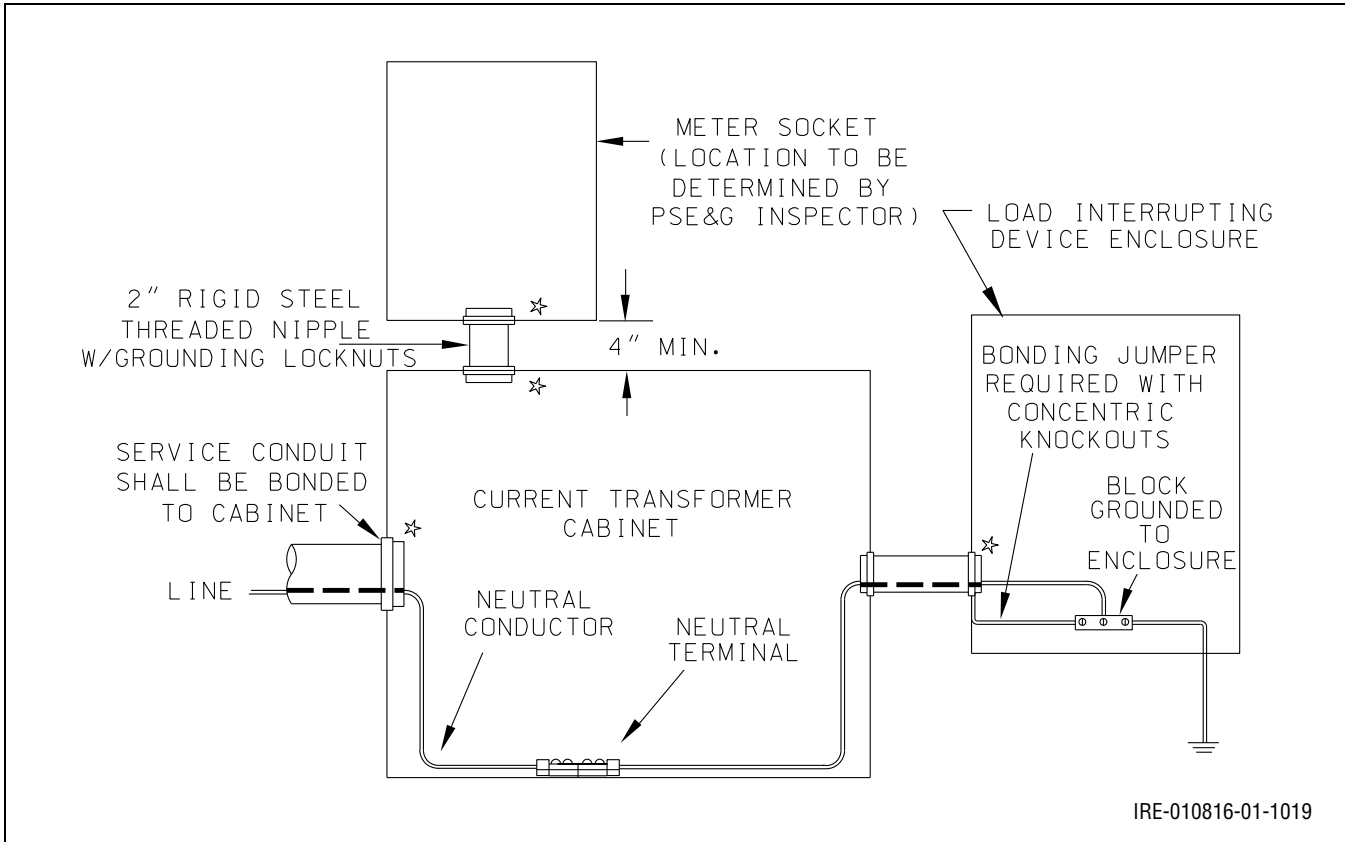 METER SOCKET
(LOCATION TO BE
DETERMINED BY
PSE&G INSPECTOR)
LOAD INTERRUPTING
DEVICE ENCLOSURE
2" RIGID STEEL
THREADED NIPPLE
W/GROUNDING LOCKNUTS
4" MIN.
BONDING JUMPER
REQUIRED WITH
CONCENTRIC
KNOCKOUTS
SERVICE CONDUIT
SHALL BE BONDED
TO CABINET
CURRENT TRANSFORMER
CABINET
BLOCK
GROUNDED
TO
ENCLOSURE
LINE
NEUTRAL
CONDUCTOR
NEUTRAL
TERMINAL
IRE-010816-01-1019